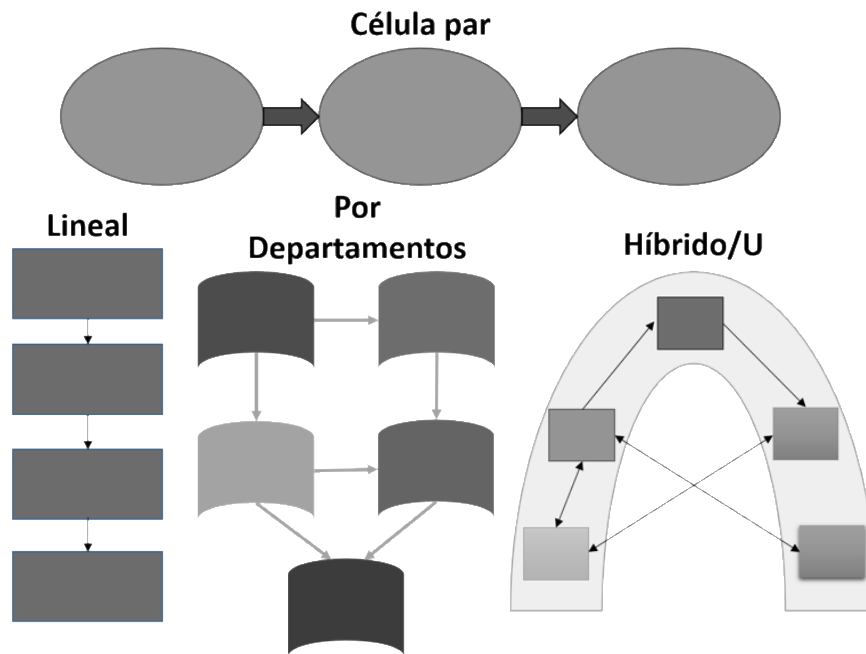 Célula par
Lineal
Por
Departamentos
Híbrido/U